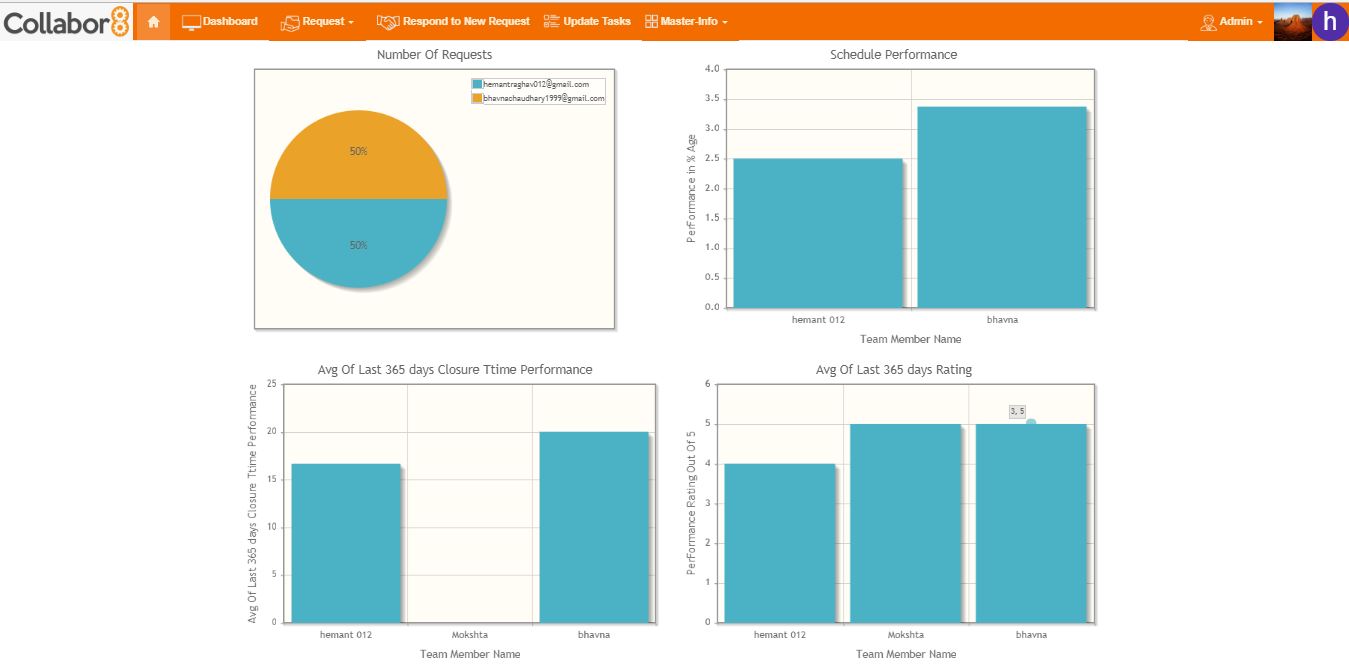 Collabor8
Dashboard
Request
Respond to New Request
Update Tasks
Master-Info
Admin
h
Number Of Requests
hemantraghav012@gmail.com
bhavnachaudhary1999@gmail.com
50%
50%
Schedule Performance
Performance in % Age
4.0
3.5
3.0
2.5
2.0
1.5
1.0
0.5
0.0
hemant 012
bhavna
Team Member Name
Avg Of Last 365 days Closure Ttime Performance
Avg Of Last 365 days Closure Ttime Performance
25
20
15
10
5
0
hemant 012
Mokshta
bhavna
Team Member Name
Avg Of Last 365 days Rating
Performance Rating Out Of 5
6
5
4
3
2
1
0
3, 5
hemant 012
Mokshta
bhavna
Team Member Name